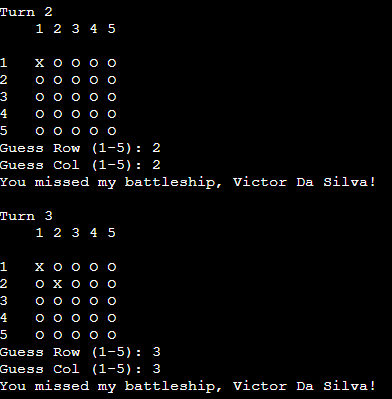 Turn 2
1 2 3 4 5
1 X O O O O
2 O O O O O
3 O O O O O
4 O O O O O
5 O O O O O
Guess Row (1-5): 2
Guess Col (1-5): 2
You missed my battleship, Victor Da Silva!
Turn 3
1 2 3 4 5
1 X O O O O
2 O X O O O
3 O O O O O
4 O O O O O
5 O O O O O
Guess Row (1-5): 3
Guess Col (1-5): 3
You missed my battleship, Victor Da Silva!